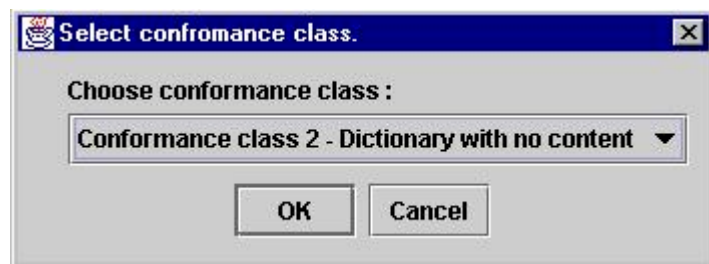 Select confromance class.
Choose conformance class :
Conformance class 2 - Dictionary with no content
OK Cancel